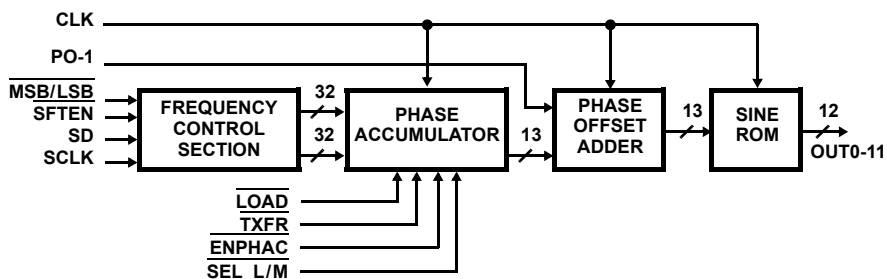 CLK
PO-1
MSB/LSB
SFTEN
SD
SCLK
FREQUENCY
CONTROL
SECTION
32
32
PHASE
ACCUMULATOR
13
PHASE
OFFSET
ADDER
13
SINE
ROM
12
OUT0-11
LOAD
TXFR
ENPHAC
SEL_L/M